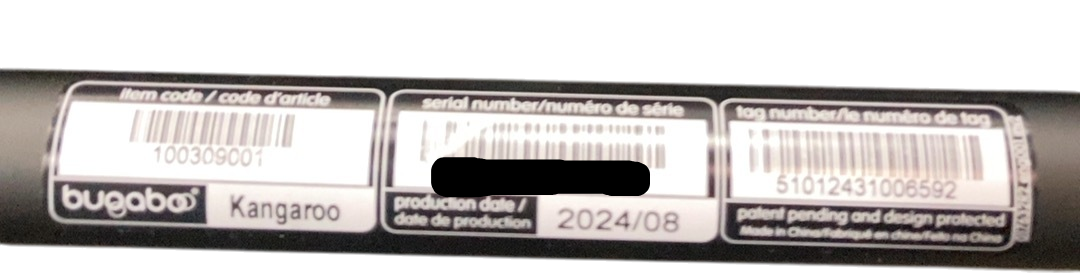 item code / code d'article
100309001
bugaboo
Kangaroo
serial number/numéro de série
production date /
date de production
2024/08
tag number/le numéro de tag
51012431006592
patent pending and design protected
Made in China/Fabriqué en chine/Feito na China